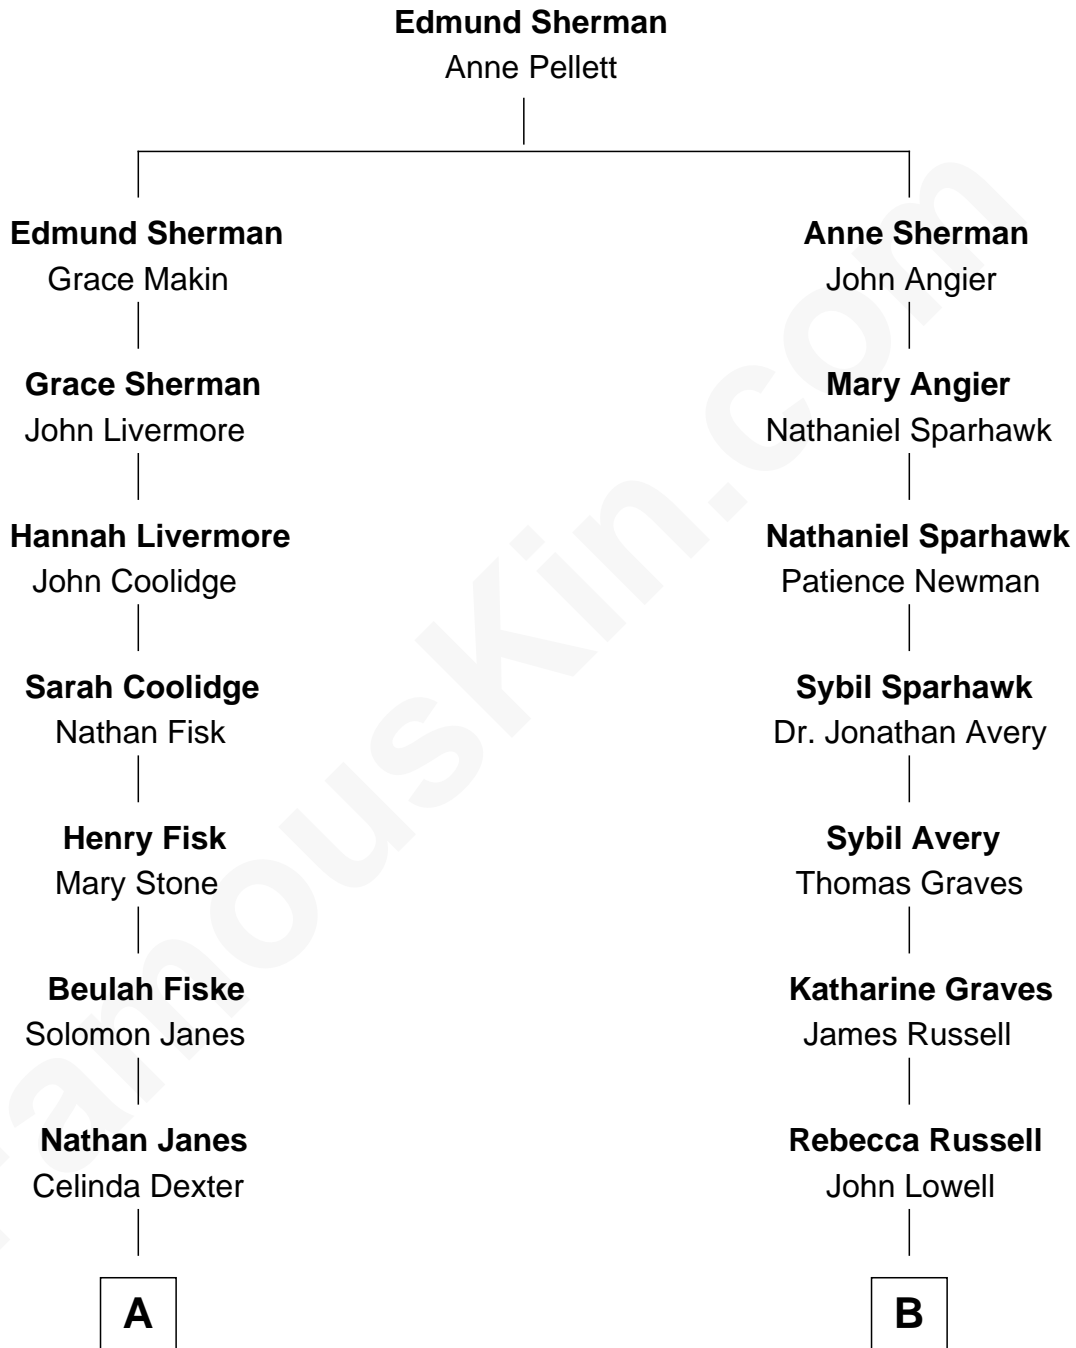 Edmund Sherman
Anne Pellett
Edmund Sherman
Grace Makin
Anne Sherman
John Angier
Grace Sherman
John Livermore
Mary Angier
Nathaniel Sparhawk
Hannah Livermore
John Coolidge
Nathaniel Sparhawk
Patience Newman
Sarah Coolidge
Nathan Fisk
Sybil Sparhawk
Dr. Jonathan Avery
Henry Fisk
Mary Stone
Sybil Avery
Thomas Graves
Beulah Fiske
Solomon Janes
Katharine Graves
James Russell
Nathan Janes
Celinda Dexter
Rebecca Russell
John Lowell
A
B
FamousKin.com